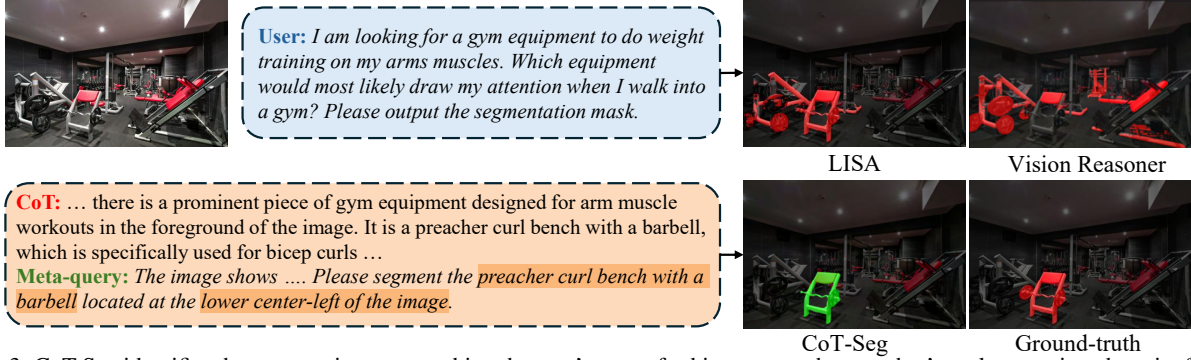 User: I am looking for a gym equipment to do weight
training on my arms muscles. Which equipment
would most likely draw my attention when I walk into
a gym? Please output the segmentation mask.
LISA
Vision Reasoner
CoT: … there is a prominent piece of gym equipment designed for arm muscle
workouts in the foreground of the image. It is a preacher curl bench with a barbell,
which is specifically used for bicep curls …
Meta-query: The image shows …. Please segment the preacher curl bench with a
barbell located at the lower center-left of the image.
CoT-Seg
Ground-truth